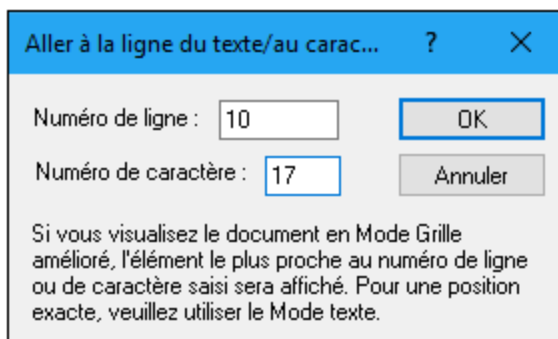 Aller à la ligne du texte/au carac... ?
Numéro de ligne : 10 OK
Numéro de caractère : 17 Annuler
Si vous visualisez le document en Mode Grille
amélioré, l'élément le plus proche au numéro de ligne
ou de caractère saisi sera affiché. Pour une position
exacte, veuillez utiliser le Mode texte.